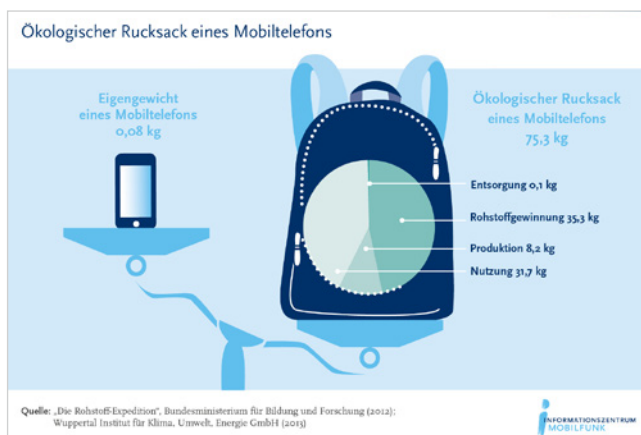 Ökologischer Rucksack eines Mobiltelefons
Eigengewicht
eines Mobiltelefons
0,08 kg
Ökologischer Rucksack
eines Mobiltelefons
75,3 kg
Entsorgung 0,1 kg
Rohstoffgewinnung 35,3 kg
Produktion 8,2 kg
Nutzung 31,7 kg
Quelle: „Die Rohstoff-Expedition", Bundesministerium für Bildung und Forschung (2012);
Wuppertal Institut für Klima, Umwelt, Energie GmbH (2013)
INFORMATIONSZENTRUM
MOBILFUNK